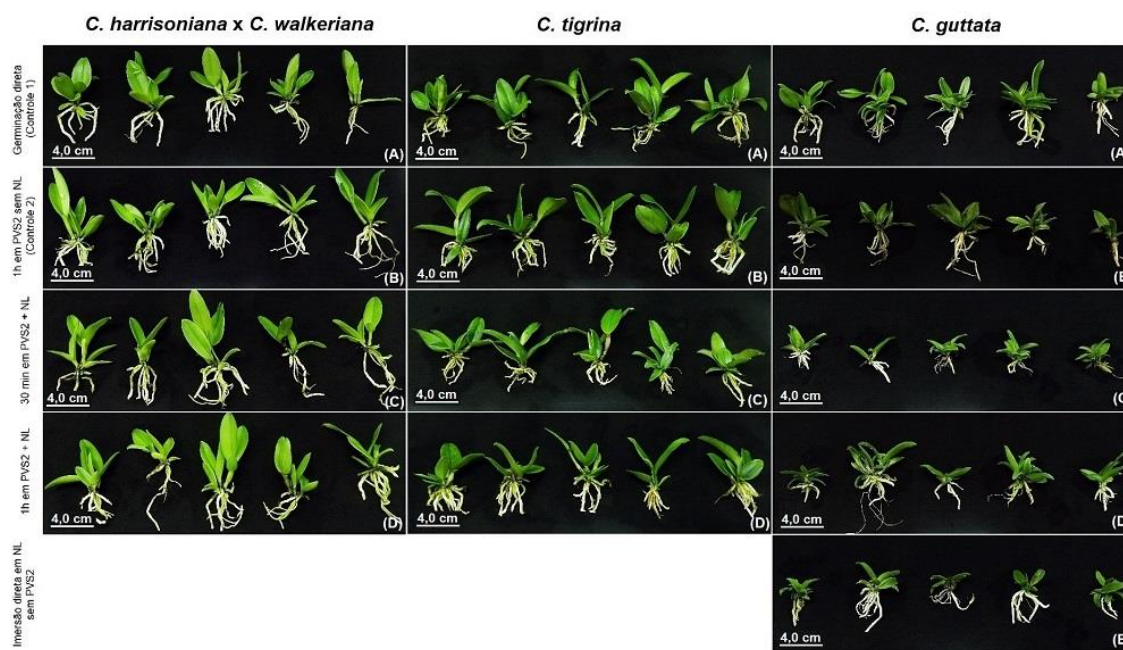 C. harrisoniana x C. walkeriana
C. tigrina
C. guttata
Germinação direta
(Controle 1)
4,0 cm
(A)
4,0 cm
(A)
4,0 cm
(A
1h em PVS2 sem NL
(Controle 2)
4,0 cm
(B)
4,0 cm
(B)
4,0 cm
30 min em PVS2 + NL
4,0 cm
(C)
4,0 cm
(C)
4,0 cm
1h em PVS2 + NL
4,0 cm
(D)
4,0 cm
(D)
4,0 cm
Imersão direta em NL
sem PVS2
4,0 cm